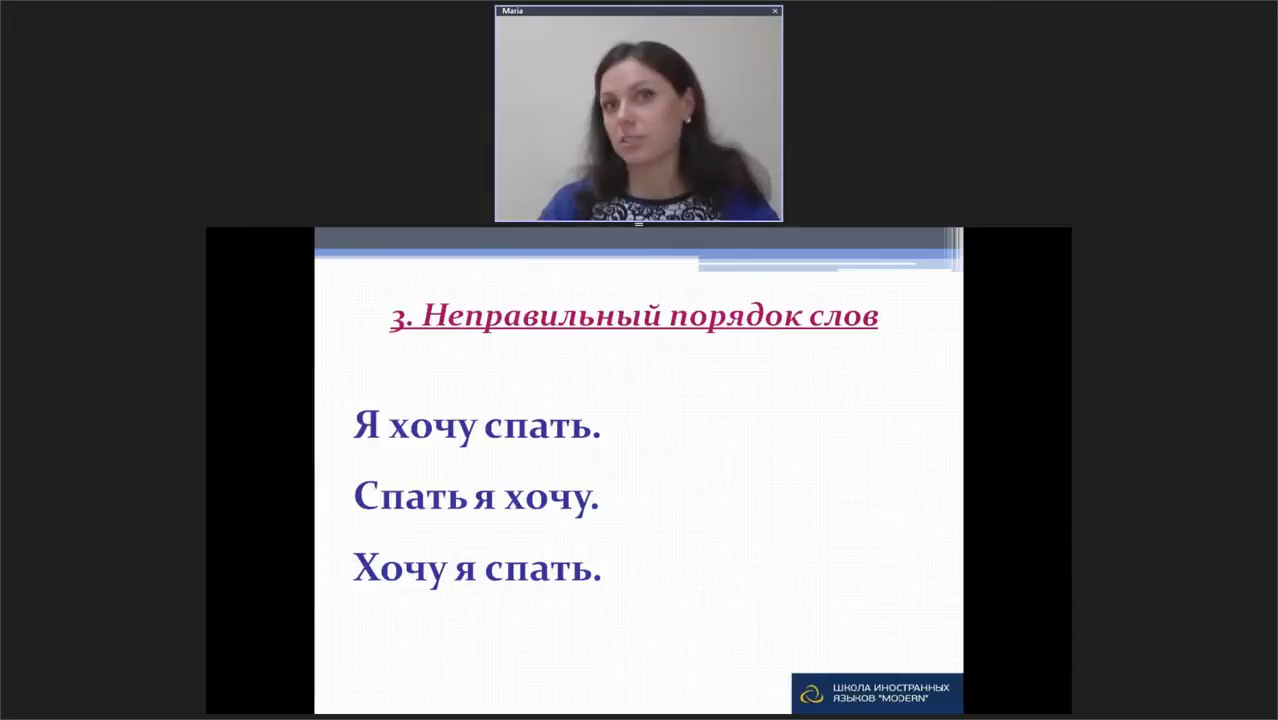 Maria
3. Неправильный порядок слов
Я хочу спать.
Спать я хочу.
Хочу я спать.
ШКОЛА ИНОСТРАННЫХ
ЯЗЫКОВ "MODERN"